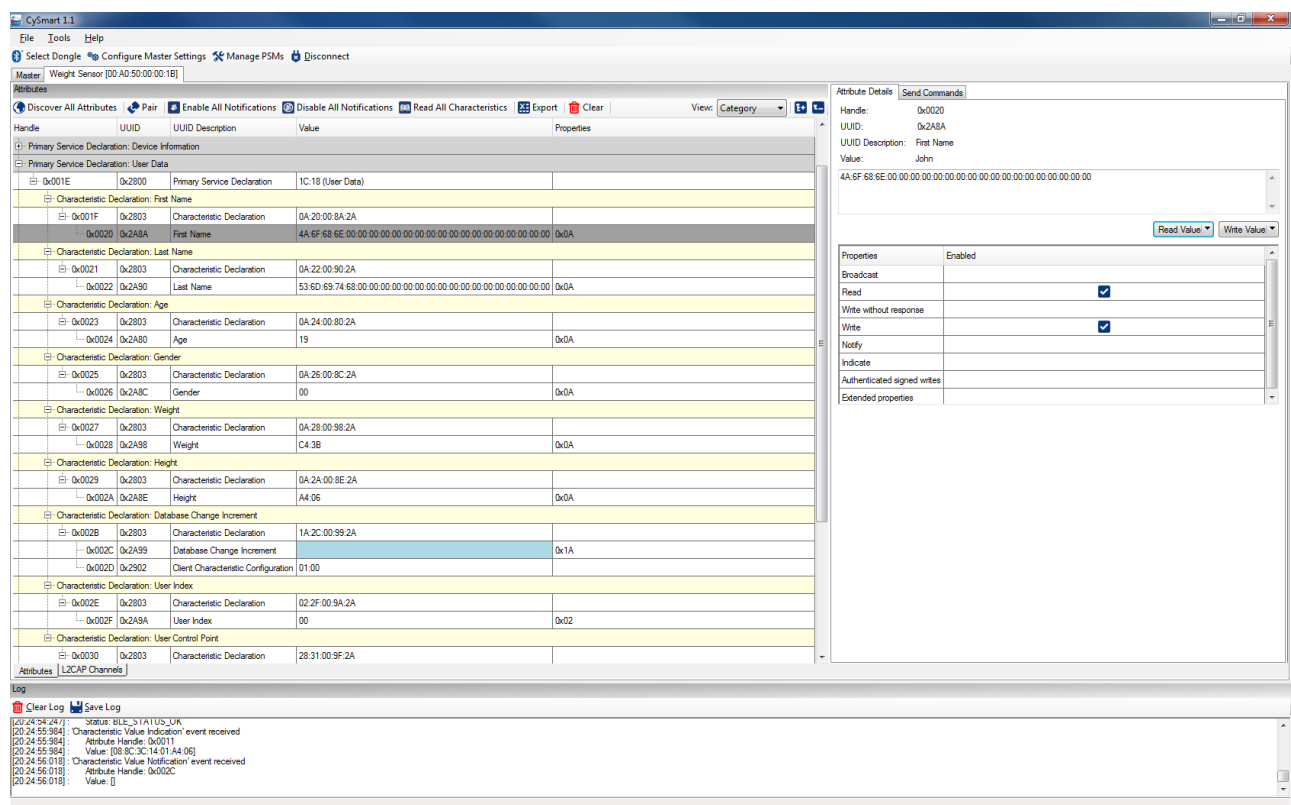 CySmart 1.1
File Tools Help
Select Dongle Configure Master Settings Manage PSMs Disconnect
Master Weight Sensor [00:A0:50:00:00:1B]
Attributes
Discover All Attributes Pair Enable All Notifications Disable All Notifications Read All Characteristics Export Clear View: Category
Handle UUID UUID Description Value Properties
Primary Service Declaration: Device Information
Primary Service Declaration: User Data
0x001E 0x2800 Primary Service Declaration 1C:18 (User Data)
Characteristic Declaration: First Name
0x001F 0x2803 Characteristic Declaration 0A:20:00:8A:2A
0x0020 0x2A8A First Name 4A:6F:68:6E:00:00:00:00:00:00:00:00:00:00:00:00:00:00:00:00:00:00:00:00 0x0A
Characteristic Declaration: Last Name
0x0021 0x2803 Characteristic Declaration 0A:22:00:90:2A
0x0022 0x2A90 Last Name 53:6D:69:74:68:00:00:00:00:00:00:00:00:00:00:00:00:00:00:00:00:00:00:00 0x0A
Characteristic Declaration: Age
0x0023 0x2803 Characteristic Declaration 0A:24:00:80:2A
0x0024 0x2A80 Age 19 0x0A
Characteristic Declaration: Gender
0x0025 0x2803 Characteristic Declaration 0A:26:00:8C:2A
0x0026 0x2A8C Gender 00 0x0A
Characteristic Declaration: Weight
0x0027 0x2803 Characteristic Declaration 0A:28:00:98:2A
0x0028 0x2A98 Weight C4:3B 0x0A
Characteristic Declaration: Height
0x0029 0x2803 Characteristic Declaration 0A:2A:00:8E:2A
0x002A 0x2A8E Height A4:06 0x0A
Characteristic Declaration: Database Change Increment
0x002B 0x2803 Characteristic Declaration 1A:2C:00:99:2A
0x002C 0x2A99 Database Change Increment 0x1A
0x002D 0x2902 Client Characteristic Configuration 01:00
Characteristic Declaration: User Index
0x002E 0x2803 Characteristic Declaration 02:2F:00:9A:2A
0x002F 0x2A9A User Index 00 0x02
Characteristic Declaration: User Control Point
0x0030 0x2803 Characteristic Declaration 28:31:00:9F:2A
Attributes L2CAP Channels
Attribute Details Send Commands
Handle: 0x0020
UUID: 0x2A8A
UUID Description: First Name
Value: John
4A:6F:68:6E:00:00:00:00:00:00:00:00:00:00:00:00:00:00:00:00:00:00:00:00
Read Value Write Value
Properties Enabled
Broadcast
Read
Write without response
Write
Notify
Indicate
Authenticated signed writes
Extended properties
Log
Clear Log Save Log
[20:24:54:247] : Status: BLE_STATUS_OK
[20:24:55:984] : 'Characteristic Value Indication' event received
[20:24:55:984] : Attribute Handle: 0x0011
[20:24:55:984] : Value: [08:8C:3C:14:01:A4:06]
[20:24:56:018] : 'Characteristic Value Notification' event received
[20:24:56:018] : Attribute Handle: 0x002C
[20:24:56:018] : Value: []